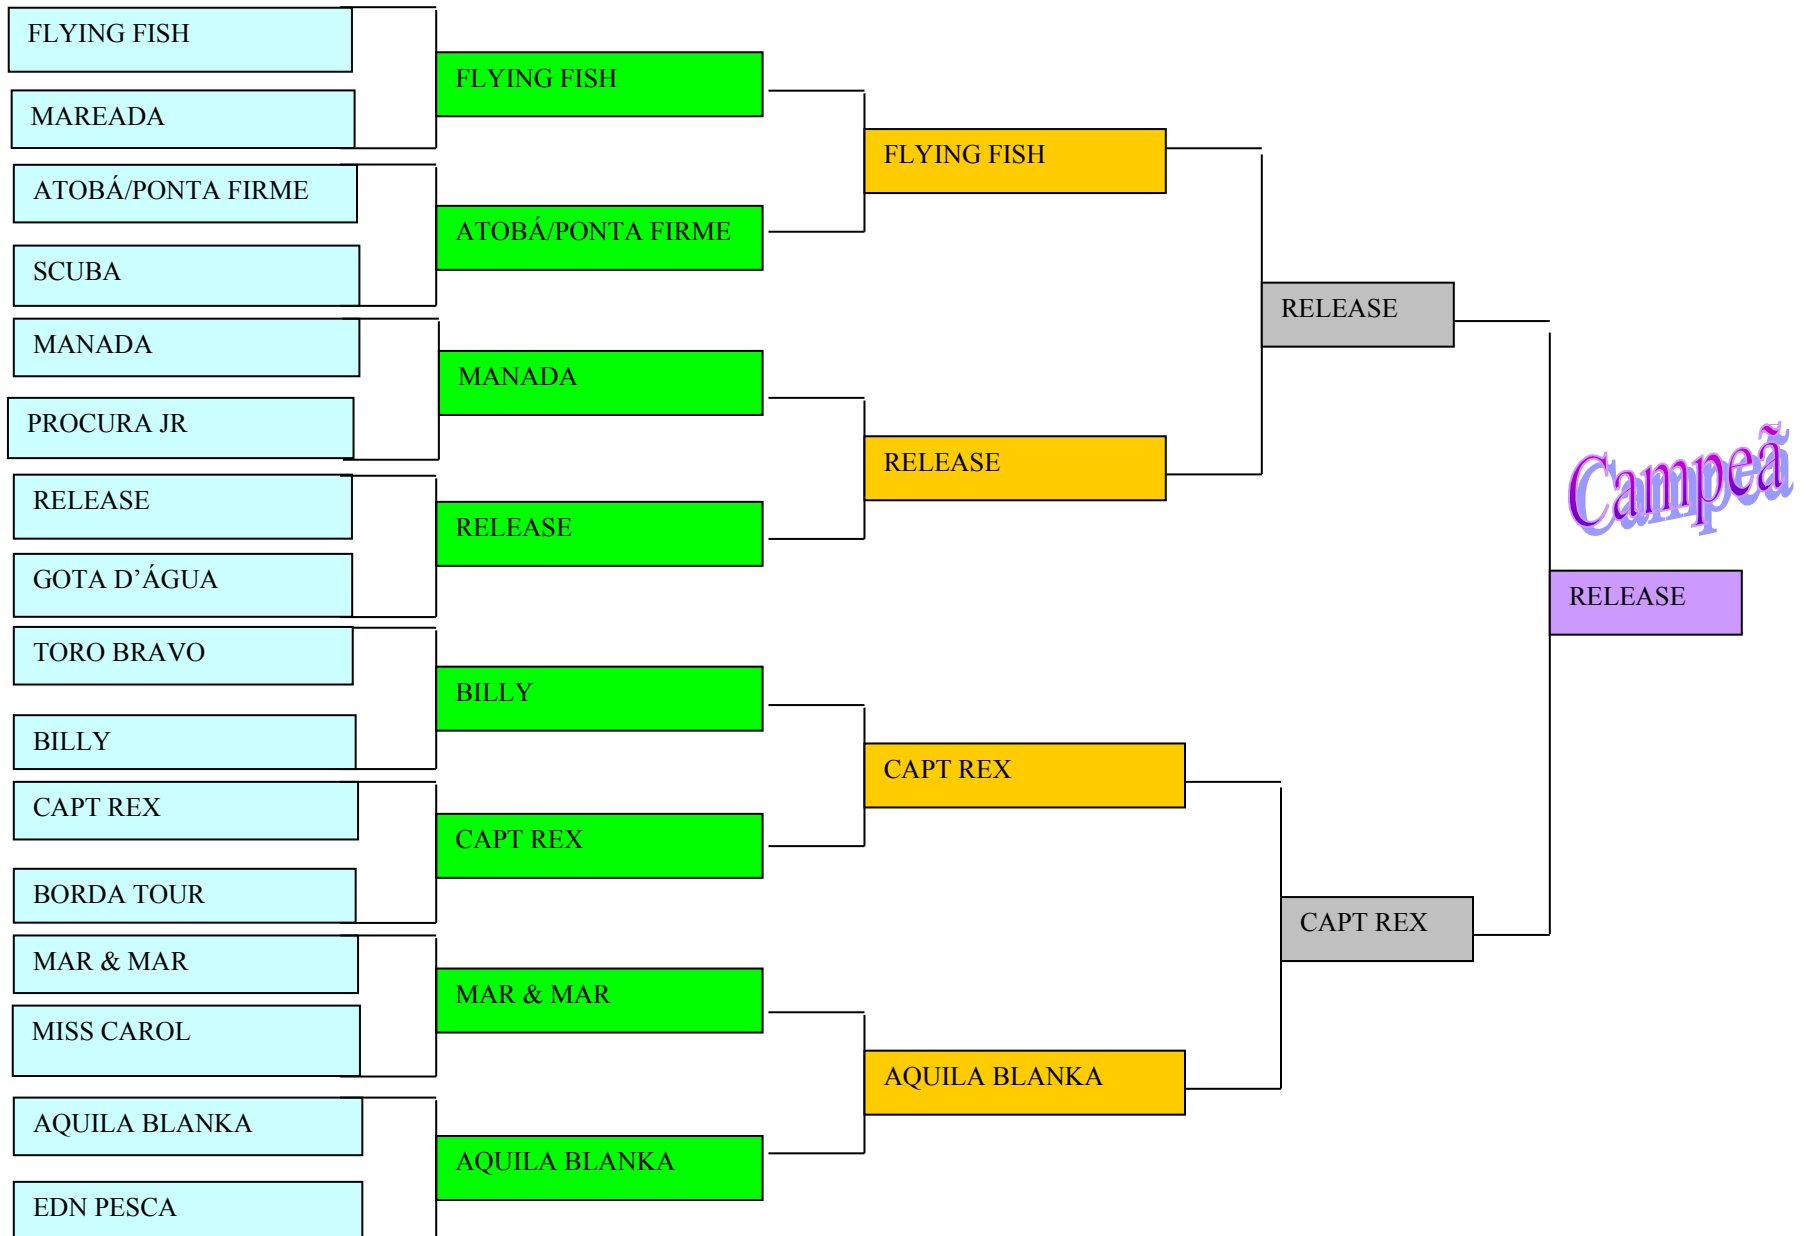 FLYING FISH
MAREADA
ATOBÁ/PONTA FIRME
SCUBA
MANADA
PROCURA JR
RELEASE
GOTA D’ÁGUA
TORO BRAVO
BILLY
CAPT REX
BORDA TOUR
MAR & MAR
MISS CAROL
AQUILA BLANKA
EDN PESCA
FLYING FISH
ATOBÁ/PONTA FIRME
MANADA
RELEASE
BILLY
CAPT REX
MAR & MAR
AQUILA BLANKA
FLYING FISH
RELEASE
CAPT REX
AQUILA BLANKA
RELEASE
CAPT REX
Campeã
RELEASE